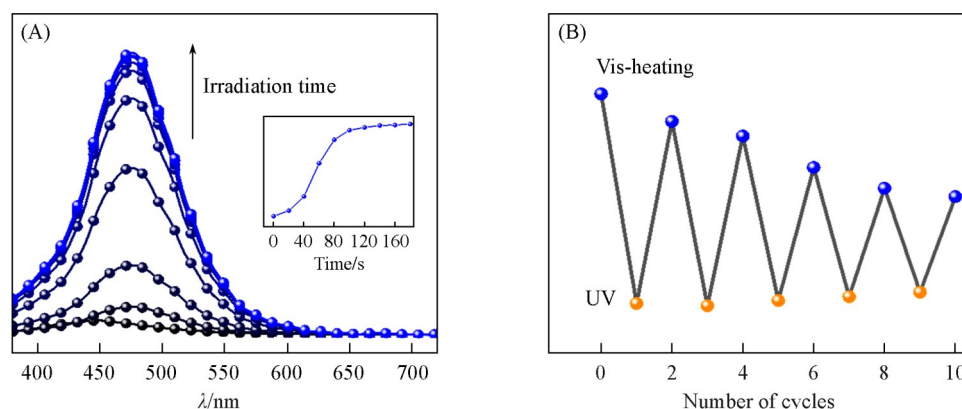 (A)
Irradiation time
0 40 80 120 160
Time/s
400 450 500 550 600 650 700
λ/nm
(B)
Vis-heating
UV
0 2 4 6 8 10
Number of cycles